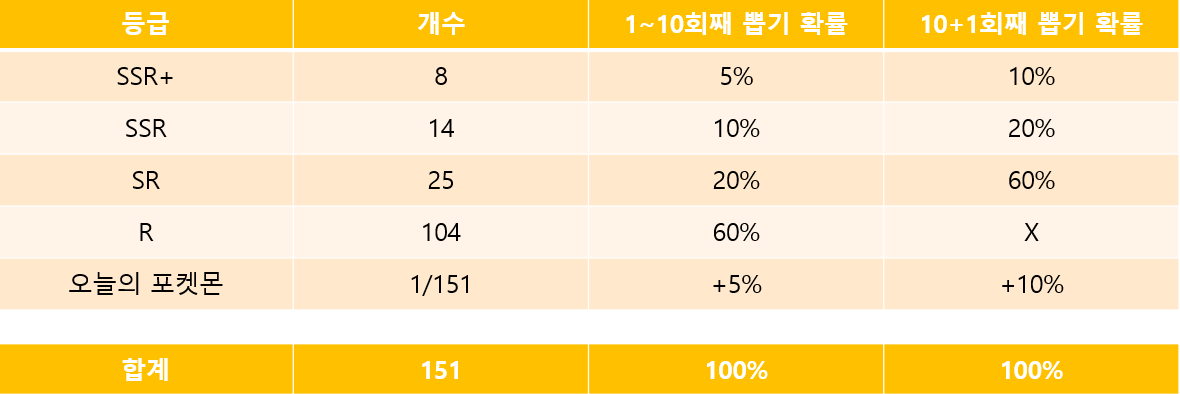 등급 개수 1~10회째 뽑기 확률 10+1회째 뽑기 확률
SSR+ 8 5% 10%
SSR 14 10% 20%
SR 25 20% 60%
R 104 60% X
오늘의 포켓몬 1/151 +5% +10%
합계 151 100% 100%